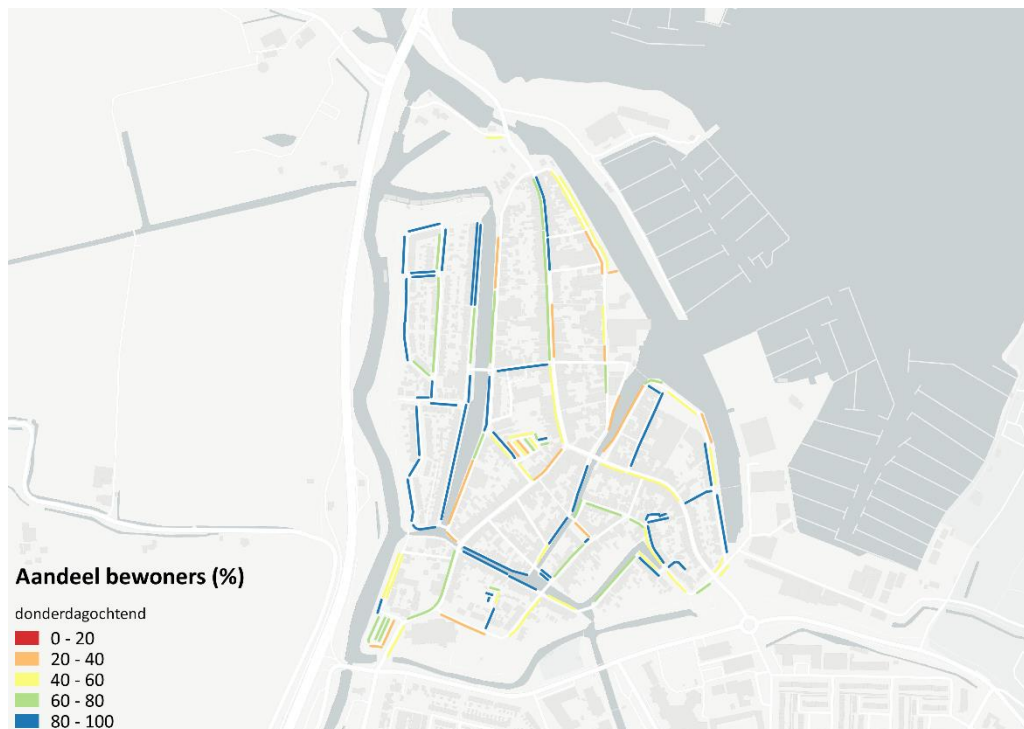 Aandeel bewoners (%)
donderdagochtend
0 - 20
20 - 40
40 - 60
60 - 80
80 - 100